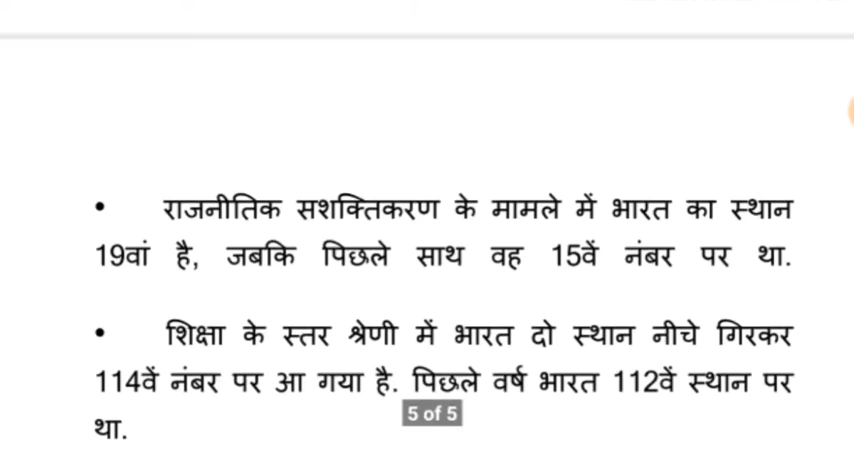 • राजनीतिक सशक्तिकरण के मामले में भारत का स्थान
19वां है, जबकि पिछले साथ वह 15वें नंबर पर था.
• शिक्षा के स्तर श्रेणी में भारत दो स्थान नीचे गिरकर
114वें नंबर पर आ गया है. पिछले वर्ष भारत 112वें स्थान पर
5 of 5
था.